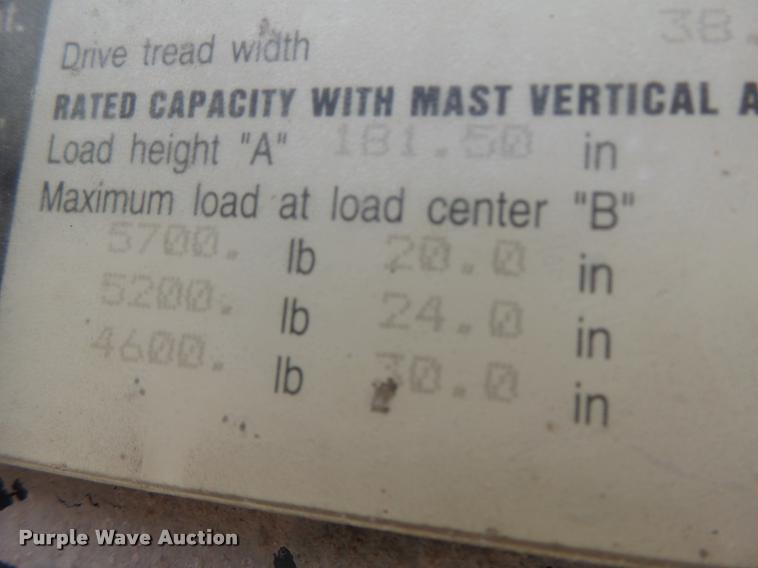 Drive tread width 38.
RATED CAPACITY WITH MAST VERTICAL A
Load height "A" 181.50 in
Maximum load at load center "B"
5700. lb 20.0 in
5200. lb 24.0 in
4600. lb 30.0 in
Purple Wave Auction